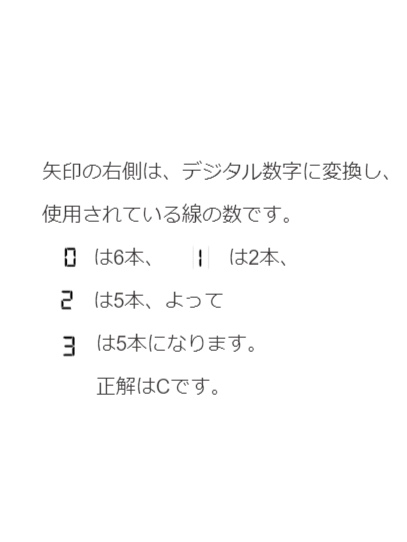 矢印の右側は、デジタル数字に変換し、
使用されている線の数です。
0 は6本、 1 は2本、
2 は5本、よって
3 は5本になります。
正解はCです。